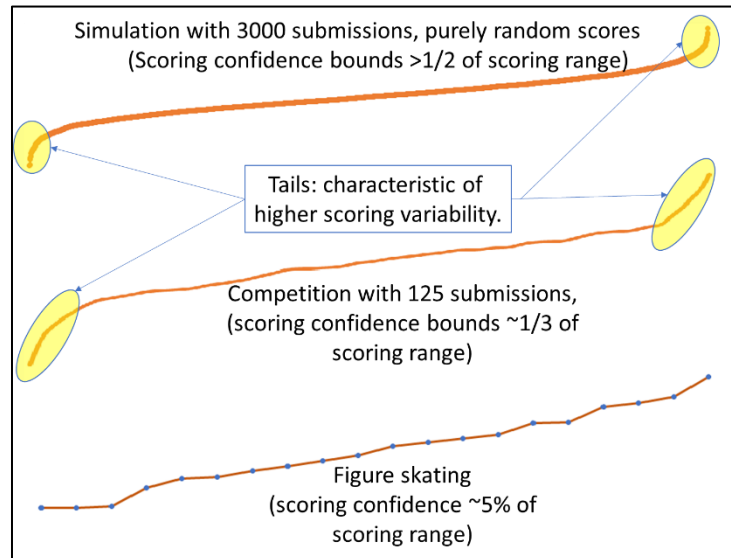 Simulation with 3000 submissions, purely random scores
(Scoring confidence bounds >1/2 of scoring range)
Tails: characteristic of
higher scoring variability.
Competition with 125 submissions,
(scoring confidence bounds ~1/3 of
scoring range)
Figure skating
(scoring confidence ~5% of
scoring range)